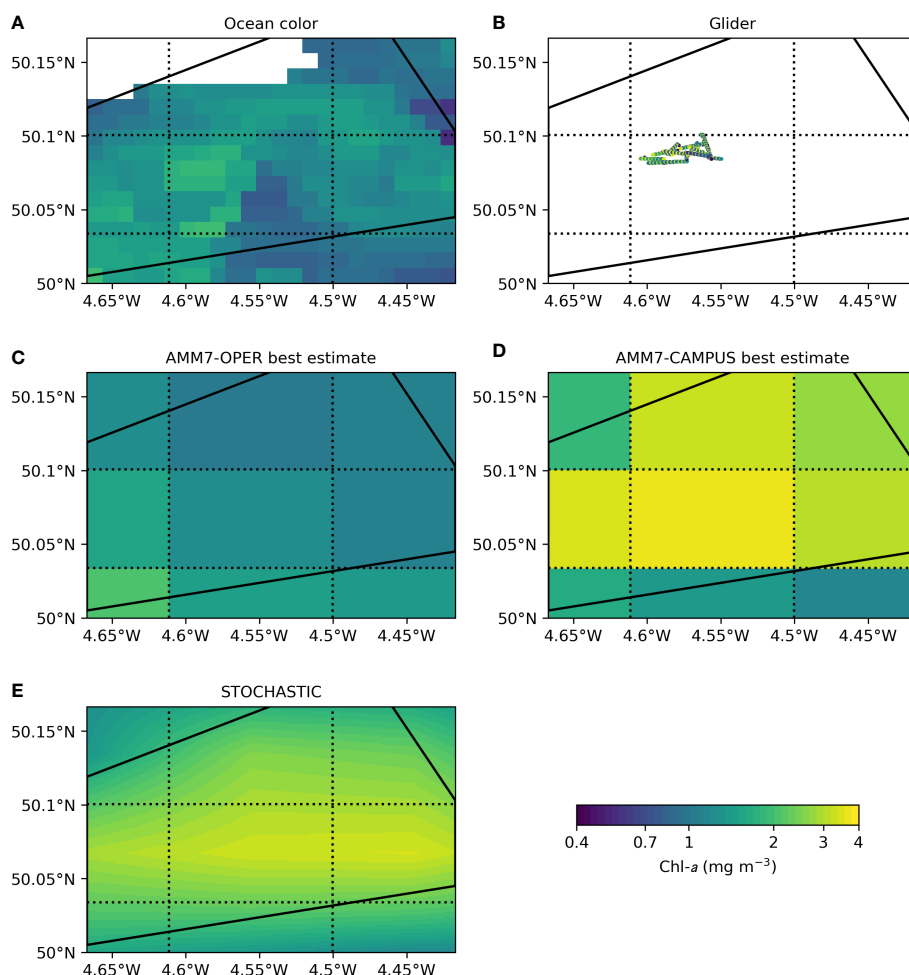 A
Ocean color
50.15°N
50.1°N
50.05°N
50°N
4.65°W 4.6°W 4.55°W 4.5°W 4.45°W
B
Glider
50.15°N
50.1°N
50.05°N
50°N
4.65°W 4.6°W 4.55°W 4.5°W 4.45°W
C
AMM7-OPER best estimate
50.15°N
50.1°N
50.05°N
50°N
4.65°W 4.6°W 4.55°W 4.5°W 4.45°W
D
AMM7-CAMPUS best estimate
50.15°N
50.1°N
50.05°N
50°N
4.65°W 4.6°W 4.55°W 4.5°W 4.45°W
E
STOCHASTIC
50.15°N
50.1°N
50.05°N
50°N
4.65°W 4.6°W 4.55°W 4.5°W 4.45°W
0.4 0.7 1 2 3 4
Chl-a (mg m⁻³)